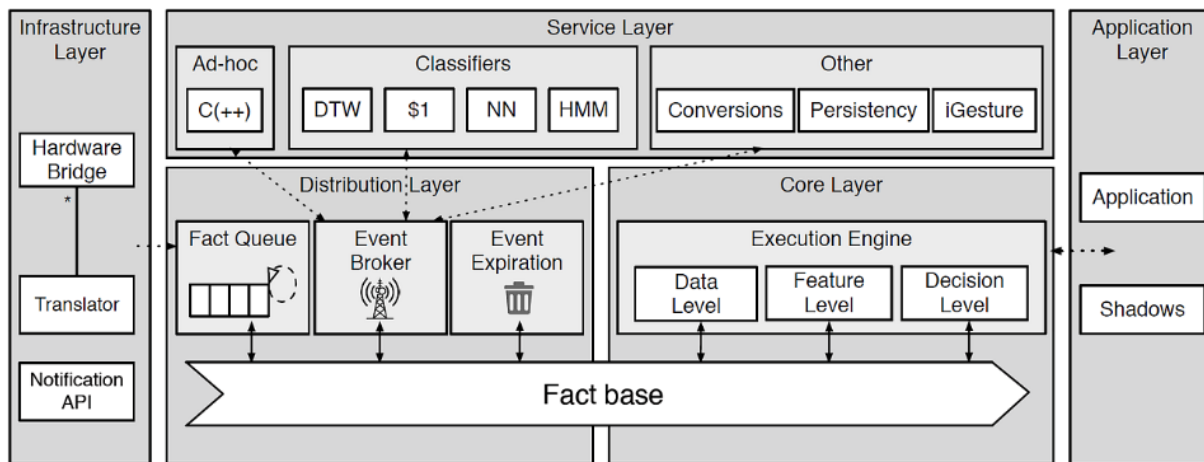 Infrastructure
Layer
Hardware
Bridge
*
Translator
Notification
API
Service Layer
Ad-hoc
C(++)
Classifiers
DTW
$1
NN
HMM
Other
Conversions
Persistency
iGesture
Distribution Layer
Fact Queue
Event
Broker
Event
Expiration
Core Layer
Execution Engine
Data
Level
Feature
Level
Decision
Level
Fact base
Application
Layer
Application
Shadows